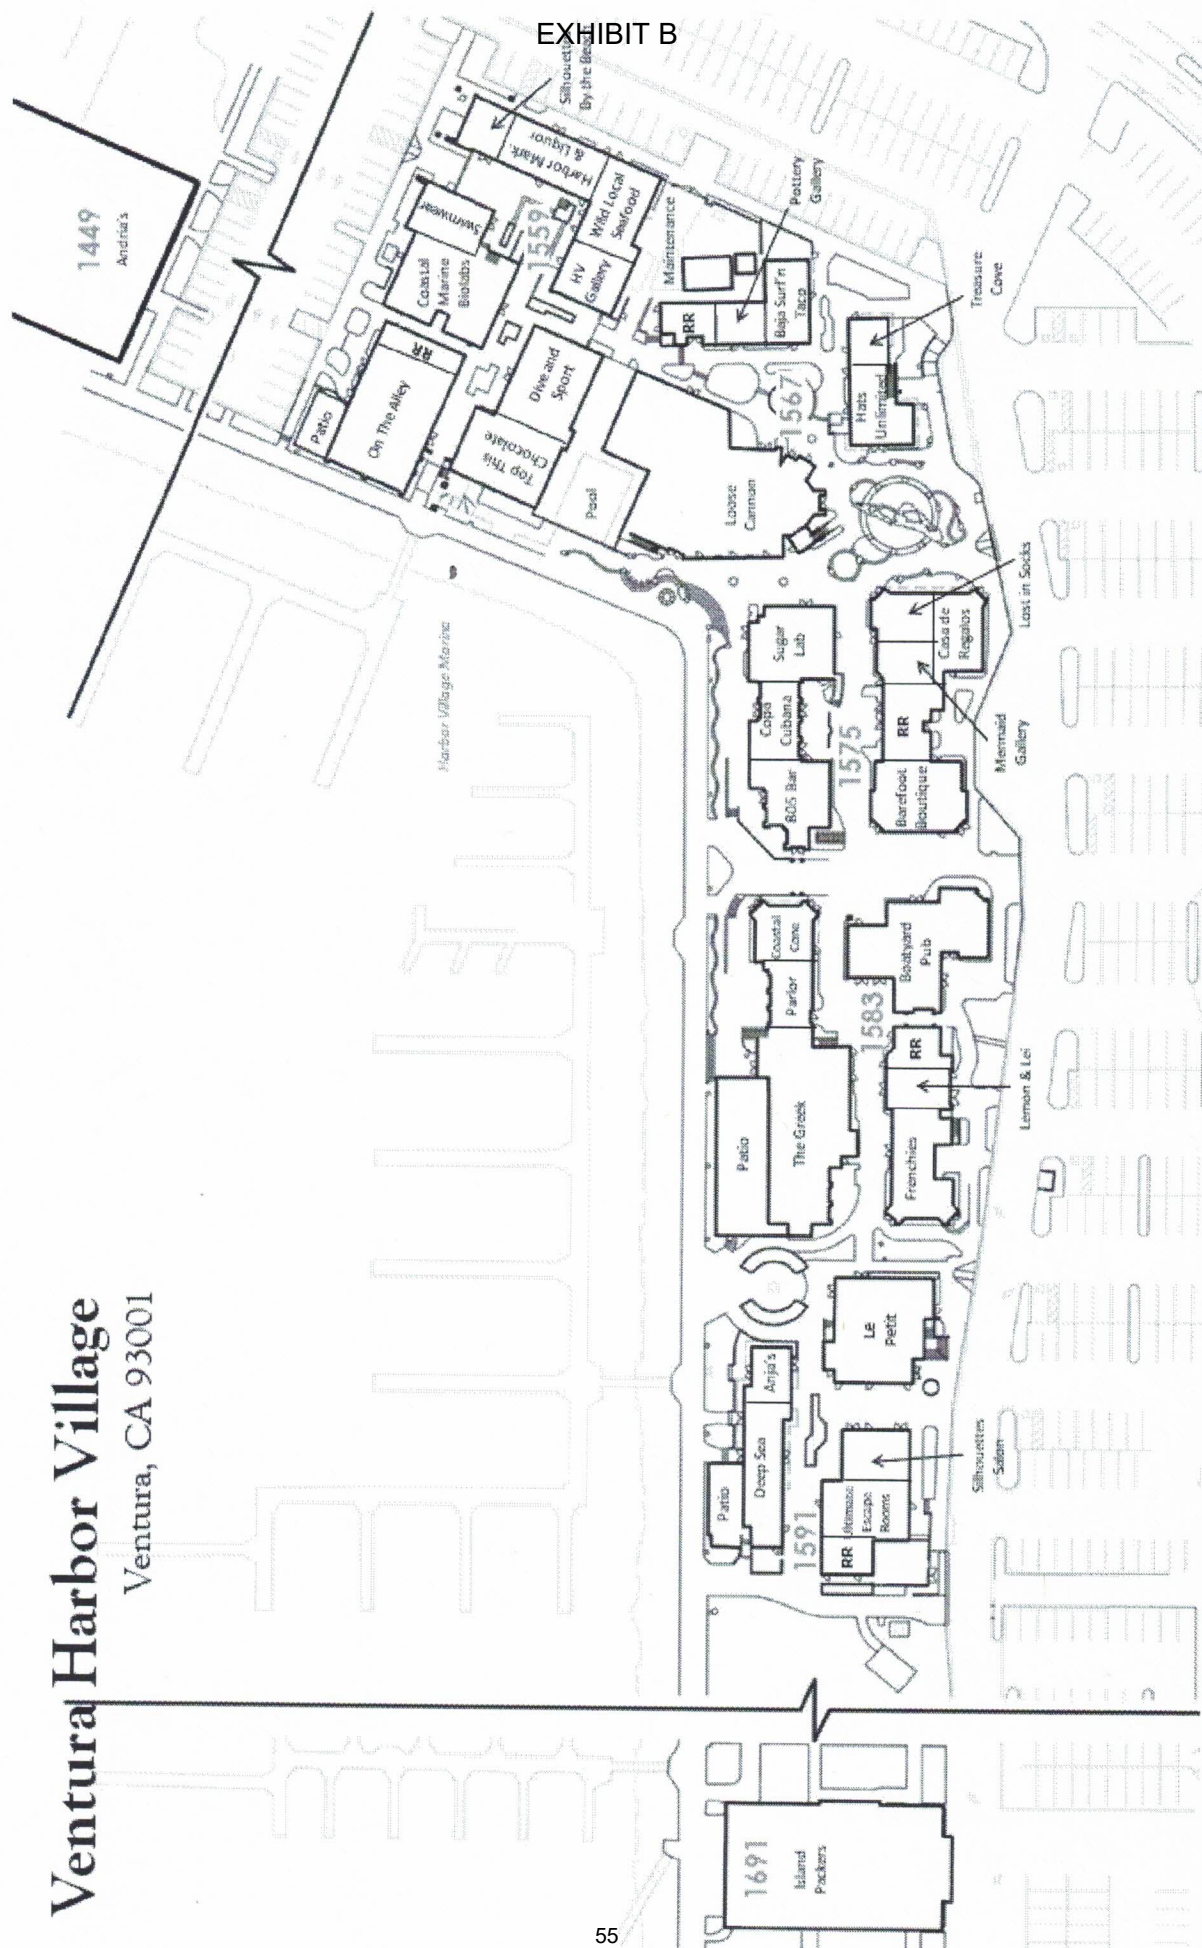 EXHIBIT B
Ventura Harbor Village
Ventura, CA 93001
1449
Andria's
Silhouettes
By the Beach
Harbor Mark.
& Liquor
Swimwear
Coastal
Marine
Biolabs
1559
Wild Local
Seafood
HV
Gallery
Maintenance
Pottery
Gallery
RR
Baja Surf'n
Taco
Treasure
Cove
Hats
Unlimited
1567
RR
On The Alley
Patio
Dive and
Sport
Top This
Chocolate
Pool
Loose
Cannon
Harbor Village Marina
Sugar
Lab
Copa
Cubana
805 Bar
1575
Lost in Socks
Casa de
Regalos
Mermaid
Gallery
RR
Barefoot
Boutique
Coastal
Cone
Parlor
The Greek
Patio
1583
Boatyard
Pub
RR
Lemon & Lei
Frenchies
Le
Petit
Anja's
Deep Sea
Patio
1591
Silhouettes
Salon
Ultimate
Escape
Rooms
RR
1691
Island
Packers
55